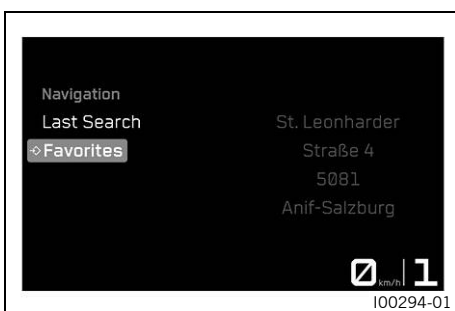 Navigation
Last Search
Favorites
St. Leonharder
Straße 4
5081
Anif-Salzburg
0 km/h 1
I00294-01